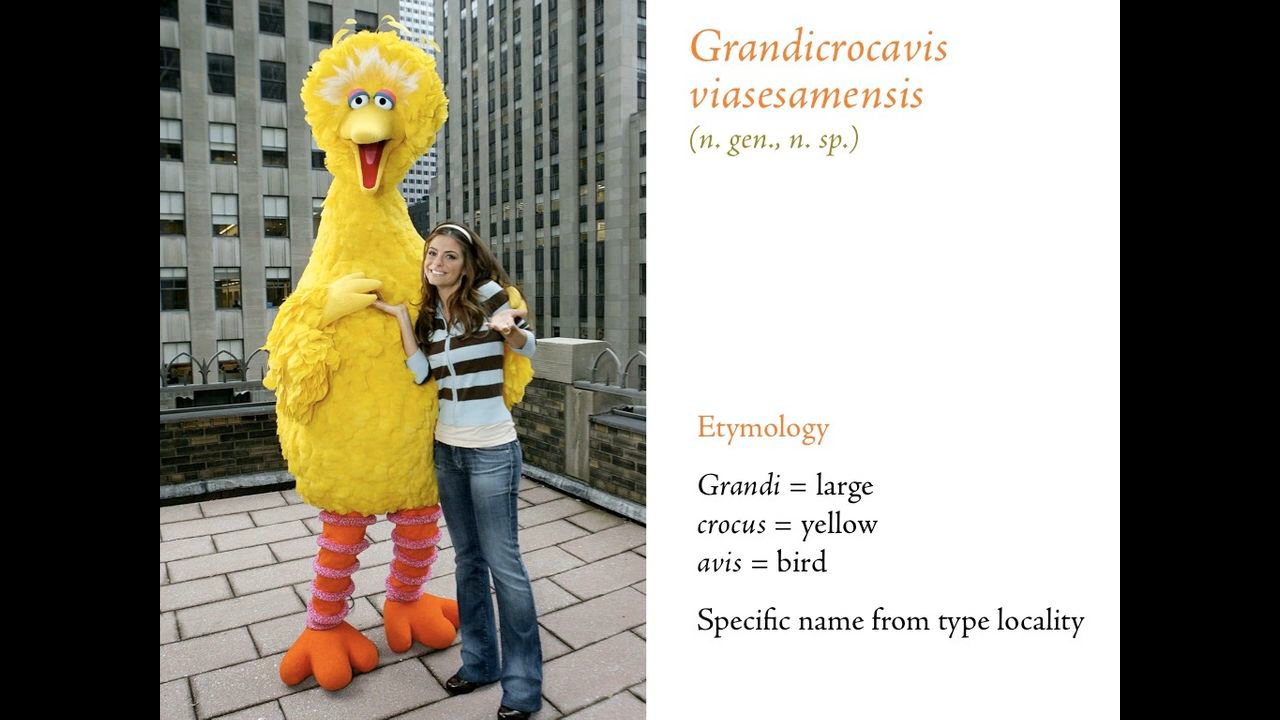 Grandicrocavis
viasesamensis
(n. gen., n. sp.)
Etymology
Grandi = large
crocus = yellow
avis = bird
Specific name from type locality